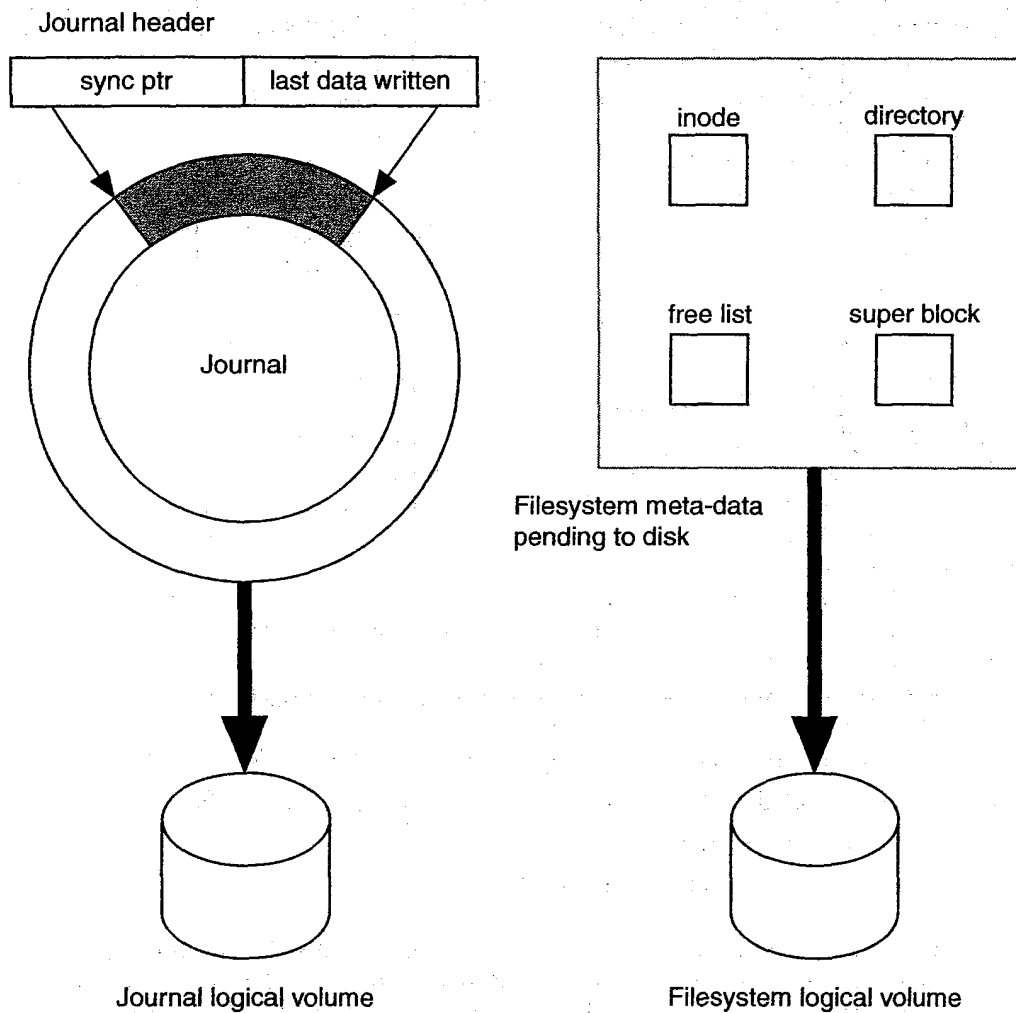 Journal header
sync ptr
last data written
inode
directory
free list
super block
Journal
Filesystem meta-data
pending to disk
Journal logical volume
Filesystem logical volume